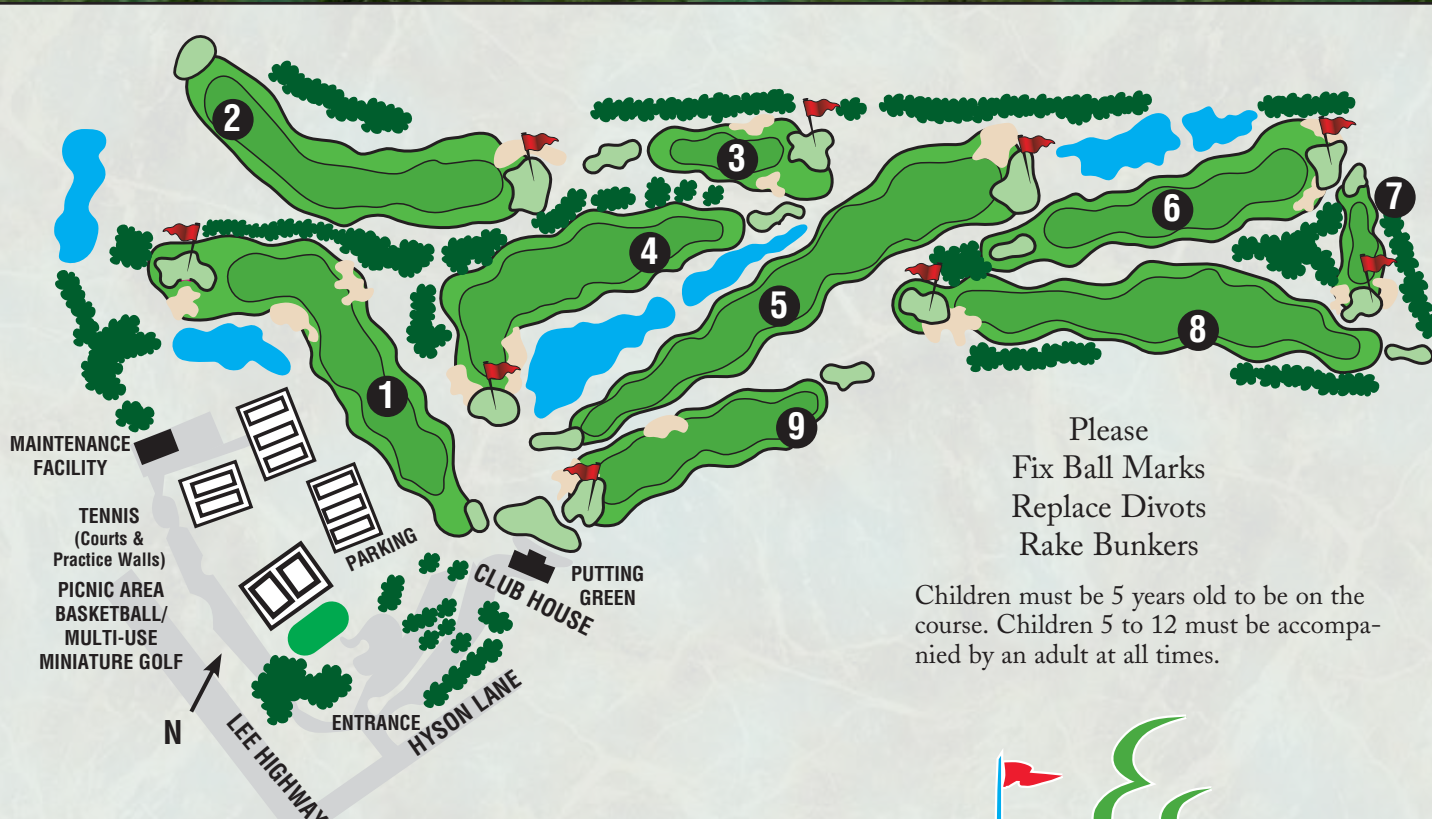 2
3
7
6
4
5
8
1
9
MAINTENANCE
FACILITY
TENNIS
(Courts &
Practice Walls)
PARKING
PICNIC AREA
BASKETBALL/
MULTI-USE
MINIATURE GOLF
CLUB HOUSE
PUTTING
GREEN
N
ENTRANCE
HYSON LANE
LEE HIGHWAY
Please
Fix Ball Marks
Replace Divots
Rake Bunkers
Children must be 5 years old to be on the
course. Children 5 to 12 must be accompa-
nied by an adult at all times.